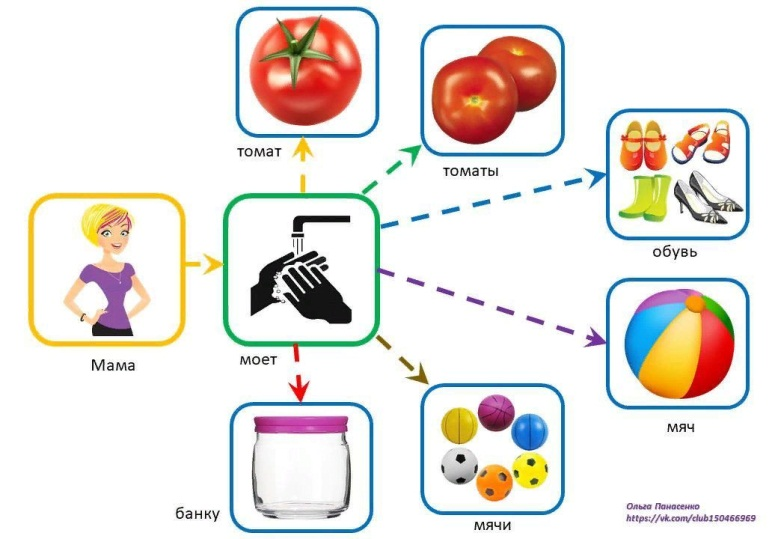 томат
томаты
обувь
Мама
моет
мяч
банку
мячи
Ольга Панасенко
https://vk.com/club150466969